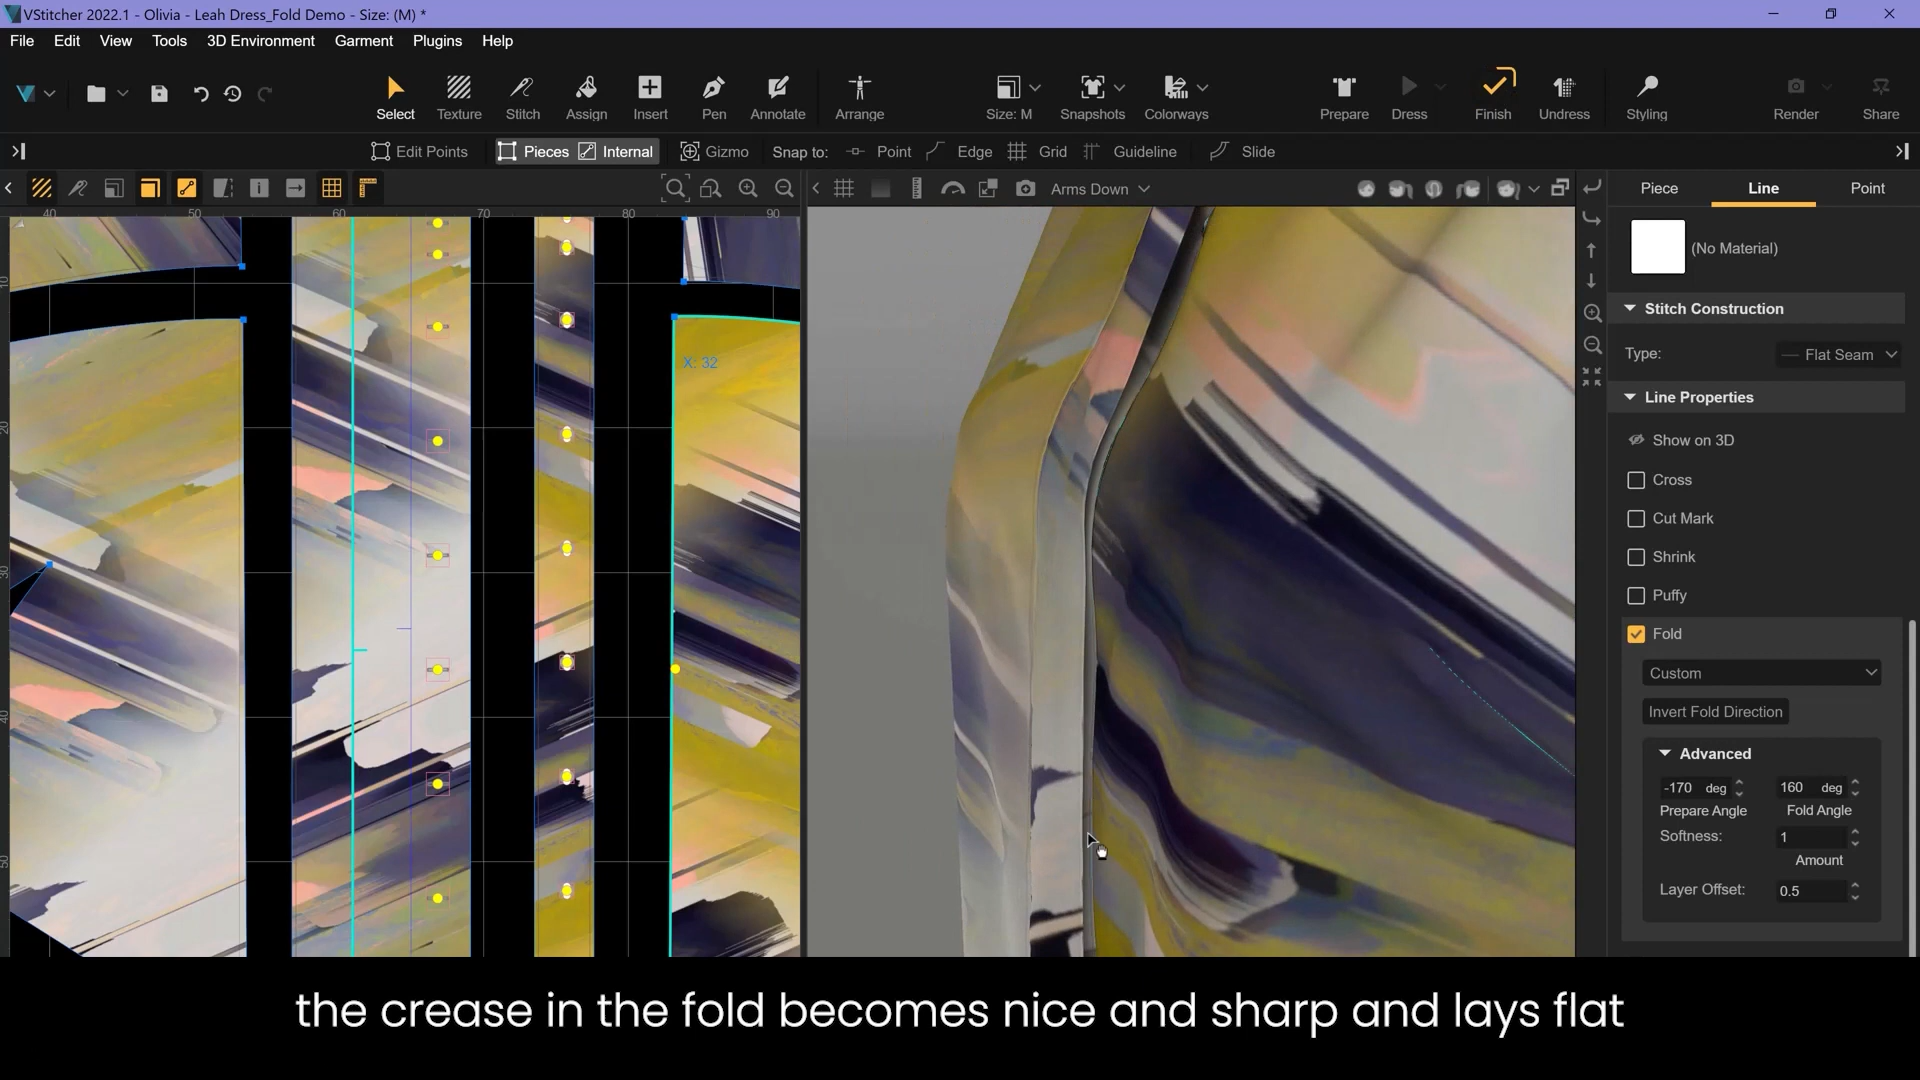 VStitcher 2022.1 - Olivia - Leah Dress_Fold Demo - Size: (M) *
File Edit View Tools 3D Environment Garment Plugins Help
Select Texture Stitch Assign Insert Pen Annotate Arrange Size: M Snapshots Colorways Prepare Dress Finish Undress Styling Render Share
Edit Points Pieces Internal Gizmo Snap to: Point Edge Grid Guideline Slide
Arms Down
Piece Line Point
40 50 60 70 80 90
10
20
30
40
50
X: 32
(No Material)
Stitch Construction
Type: Flat Seam
Line Properties
Show on 3D
Cross
Cut Mark
Shrink
Puffy
Fold
Custom
Invert Fold Direction
Advanced
-170 deg 160 deg
Prepare Angle Fold Angle
Softness: 1
Amount
Layer Offset: 0.5
the crease in the fold becomes nice and sharp and lays flat